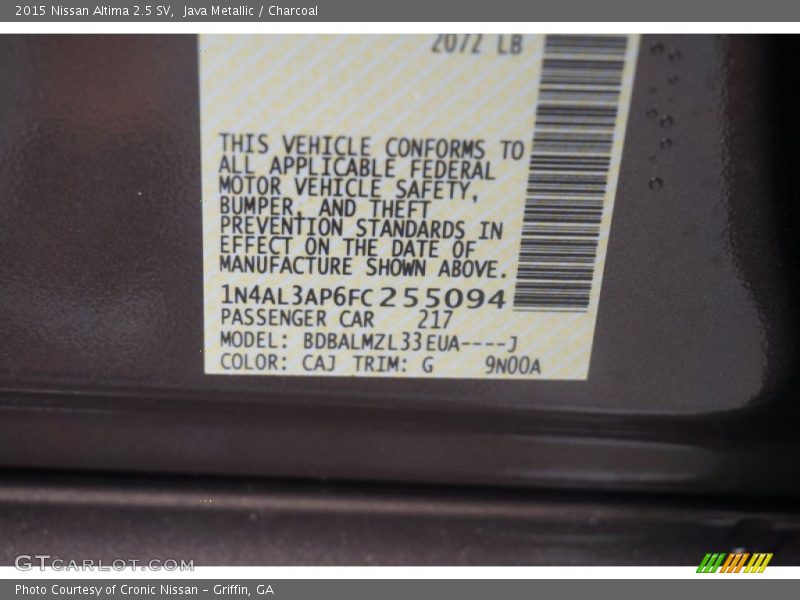 2015 Nissan Altima 2.5 SV, Java Metallic / Charcoal
2072 LB
THIS VEHICLE CONFORMS TO
ALL APPLICABLE FEDERAL
MOTOR VEHICLE SAFETY,
BUMPER, AND THEFT
PREVENTION STANDARDS IN
EFFECT ON THE DATE OF
MANUFACTURE SHOWN ABOVE.
1N4AL3AP6FC255094
PASSENGER CAR 217
MODEL: BDBALMZL33EUA----J
COLOR: CAJ TRIM: G 9N00A
GTCARLOT.COM
Photo Courtesy of Cronic Nissan - Griffin, GA